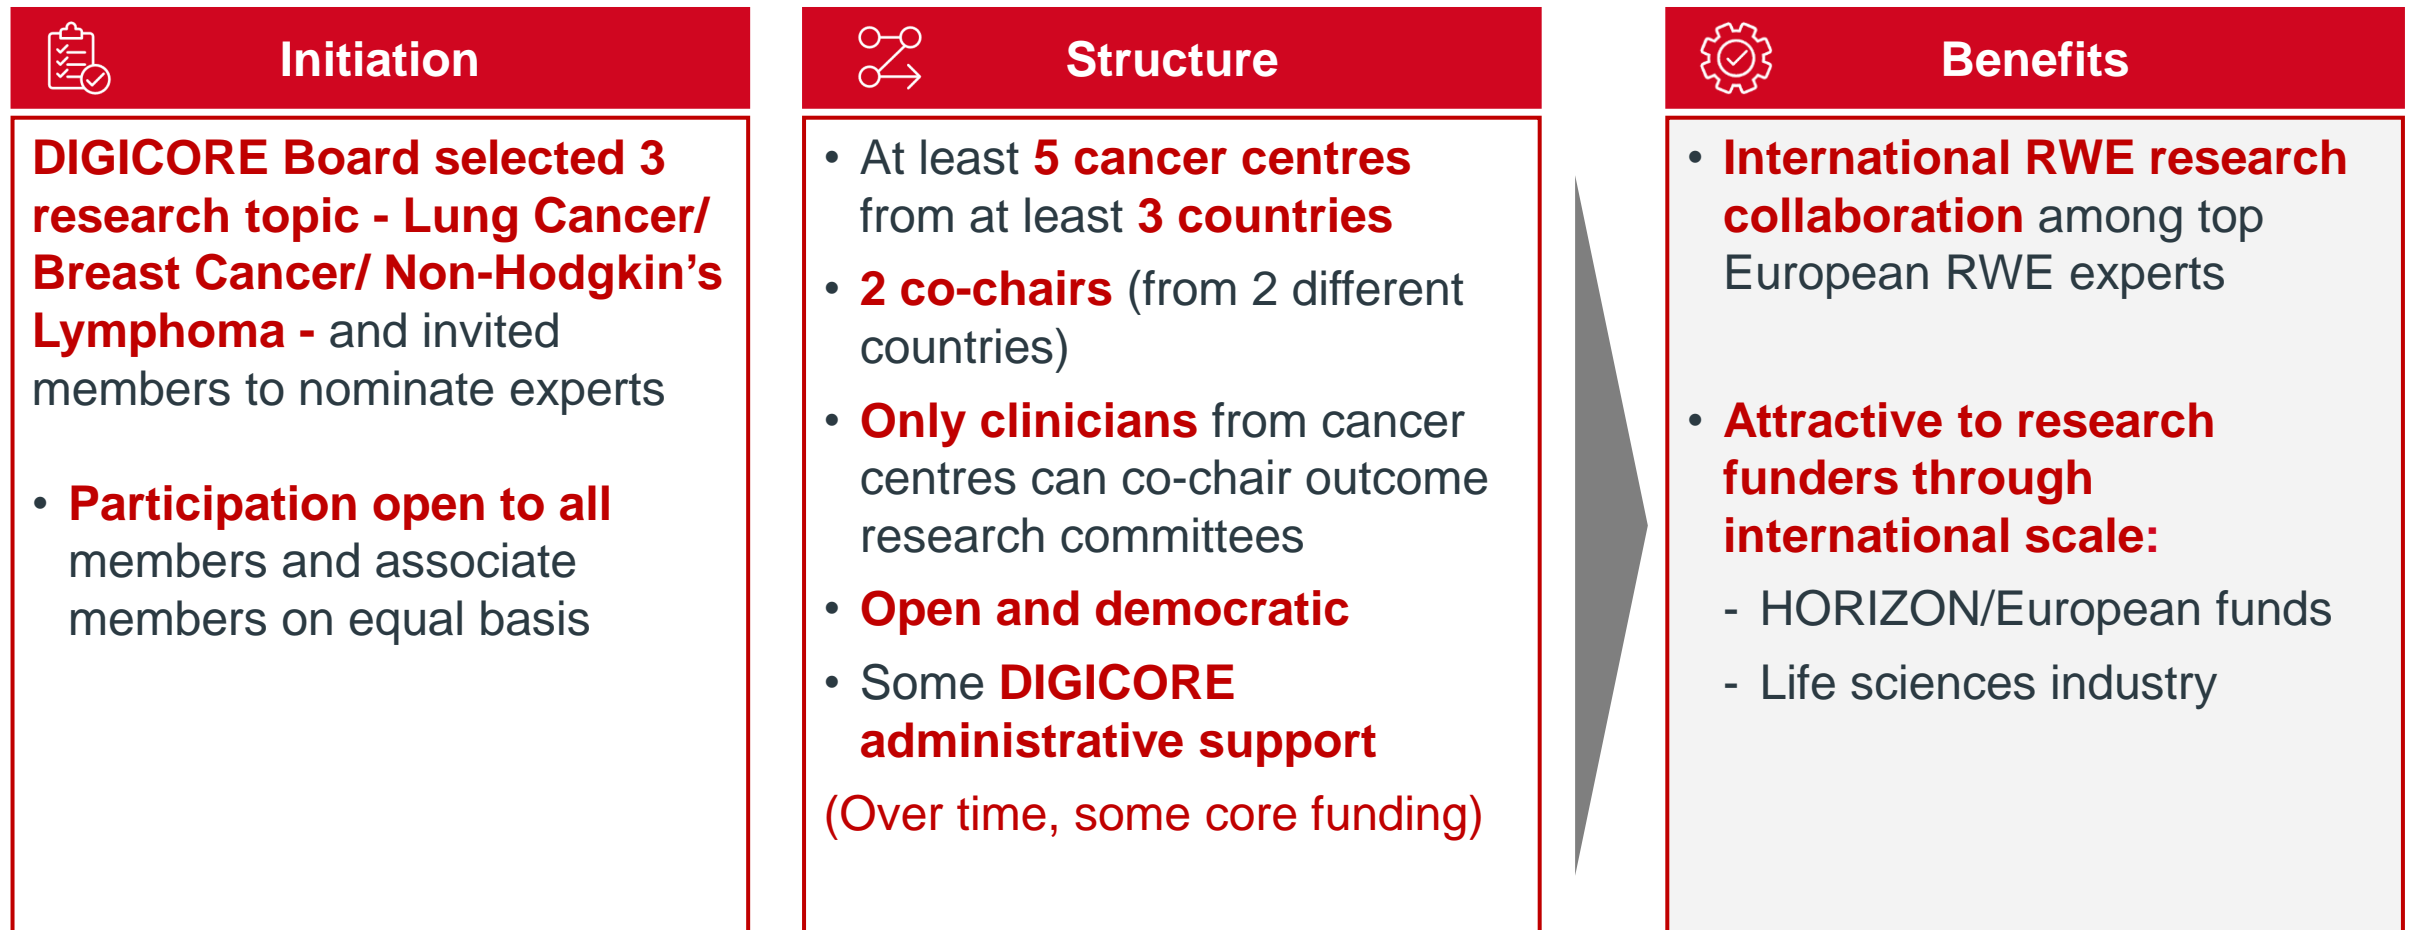 Initiation
DIGICORE Board selected 3
research topic - Lung Cancer/
Breast Cancer/ Non-Hodgkin’s
Lymphoma - and invited
members to nominate experts
• Participation open to all
members and associate
members on equal basis
Structure
• At least 5 cancer centres
from at least 3 countries
• 2 co-chairs (from 2 different
countries)
• Only clinicians from cancer
centres can co-chair outcome
research committees
• Open and democratic
• Some DIGICORE
administrative support
(Over time, some core funding)
Benefits
• International RWE research
collaboration among top
European RWE experts
• Attractive to research
funders through
international scale:
- HORIZON/European funds
- Life sciences industry